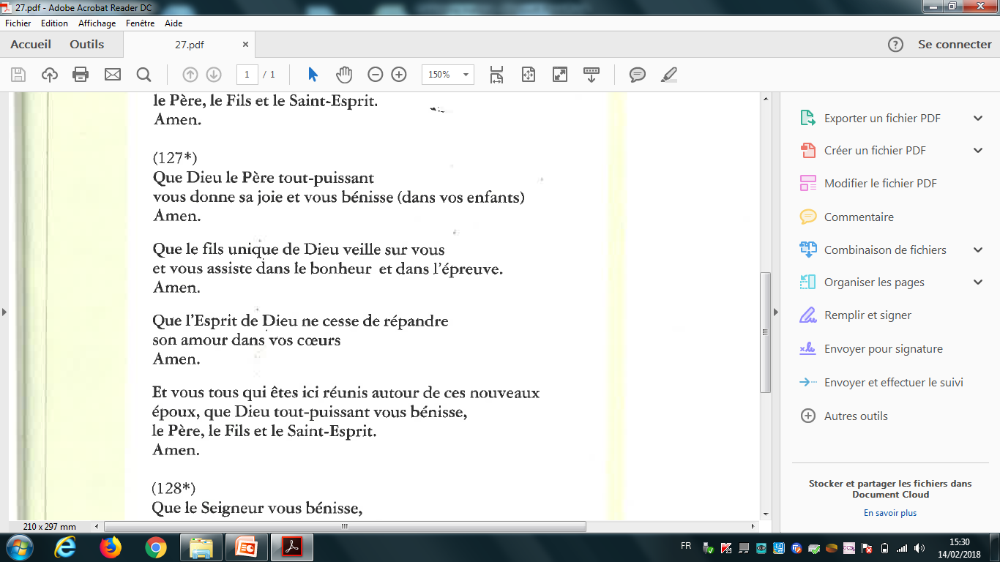 27.pdf - Adobe Acrobat Reader DC
Fichier Edition Affichage Fenêtre Aide
Accueil Outils 27.pdf × ? Se connecter
1 / 1 150%
le Père, le Fils et le Saint-Esprit.
Amen.
(127*)
Que Dieu le Père tout-puissant
vous donne sa joie et vous bénisse (dans vos enfants)
Amen.
Que le fils unique de Dieu veille sur vous
et vous assiste dans le bonheur et dans l'épreuve.
Amen.
Que l'Esprit de Dieu ne cesse de répandre
son amour dans vos cœurs
Amen.
Et vous tous qui êtes ici réunis autour de ces nouveaux
époux, que Dieu tout-puissant vous bénisse,
le Père, le Fils et le Saint-Esprit.
Amen.
(128*)
Que le Seigneur vous bénisse,
210 x 297 mm
Exporter un fichier PDF
Créer un fichier PDF
Modifier le fichier PDF
Commentaire
Combinaison de fichiers
Organiser les pages
Remplir et signer
Envoyer pour signature
Envoyer et effectuer le suivi
Autres outils
Stocker et partager les fichiers dans
Document Cloud
En savoir plus
FR
15:30
14/02/2018